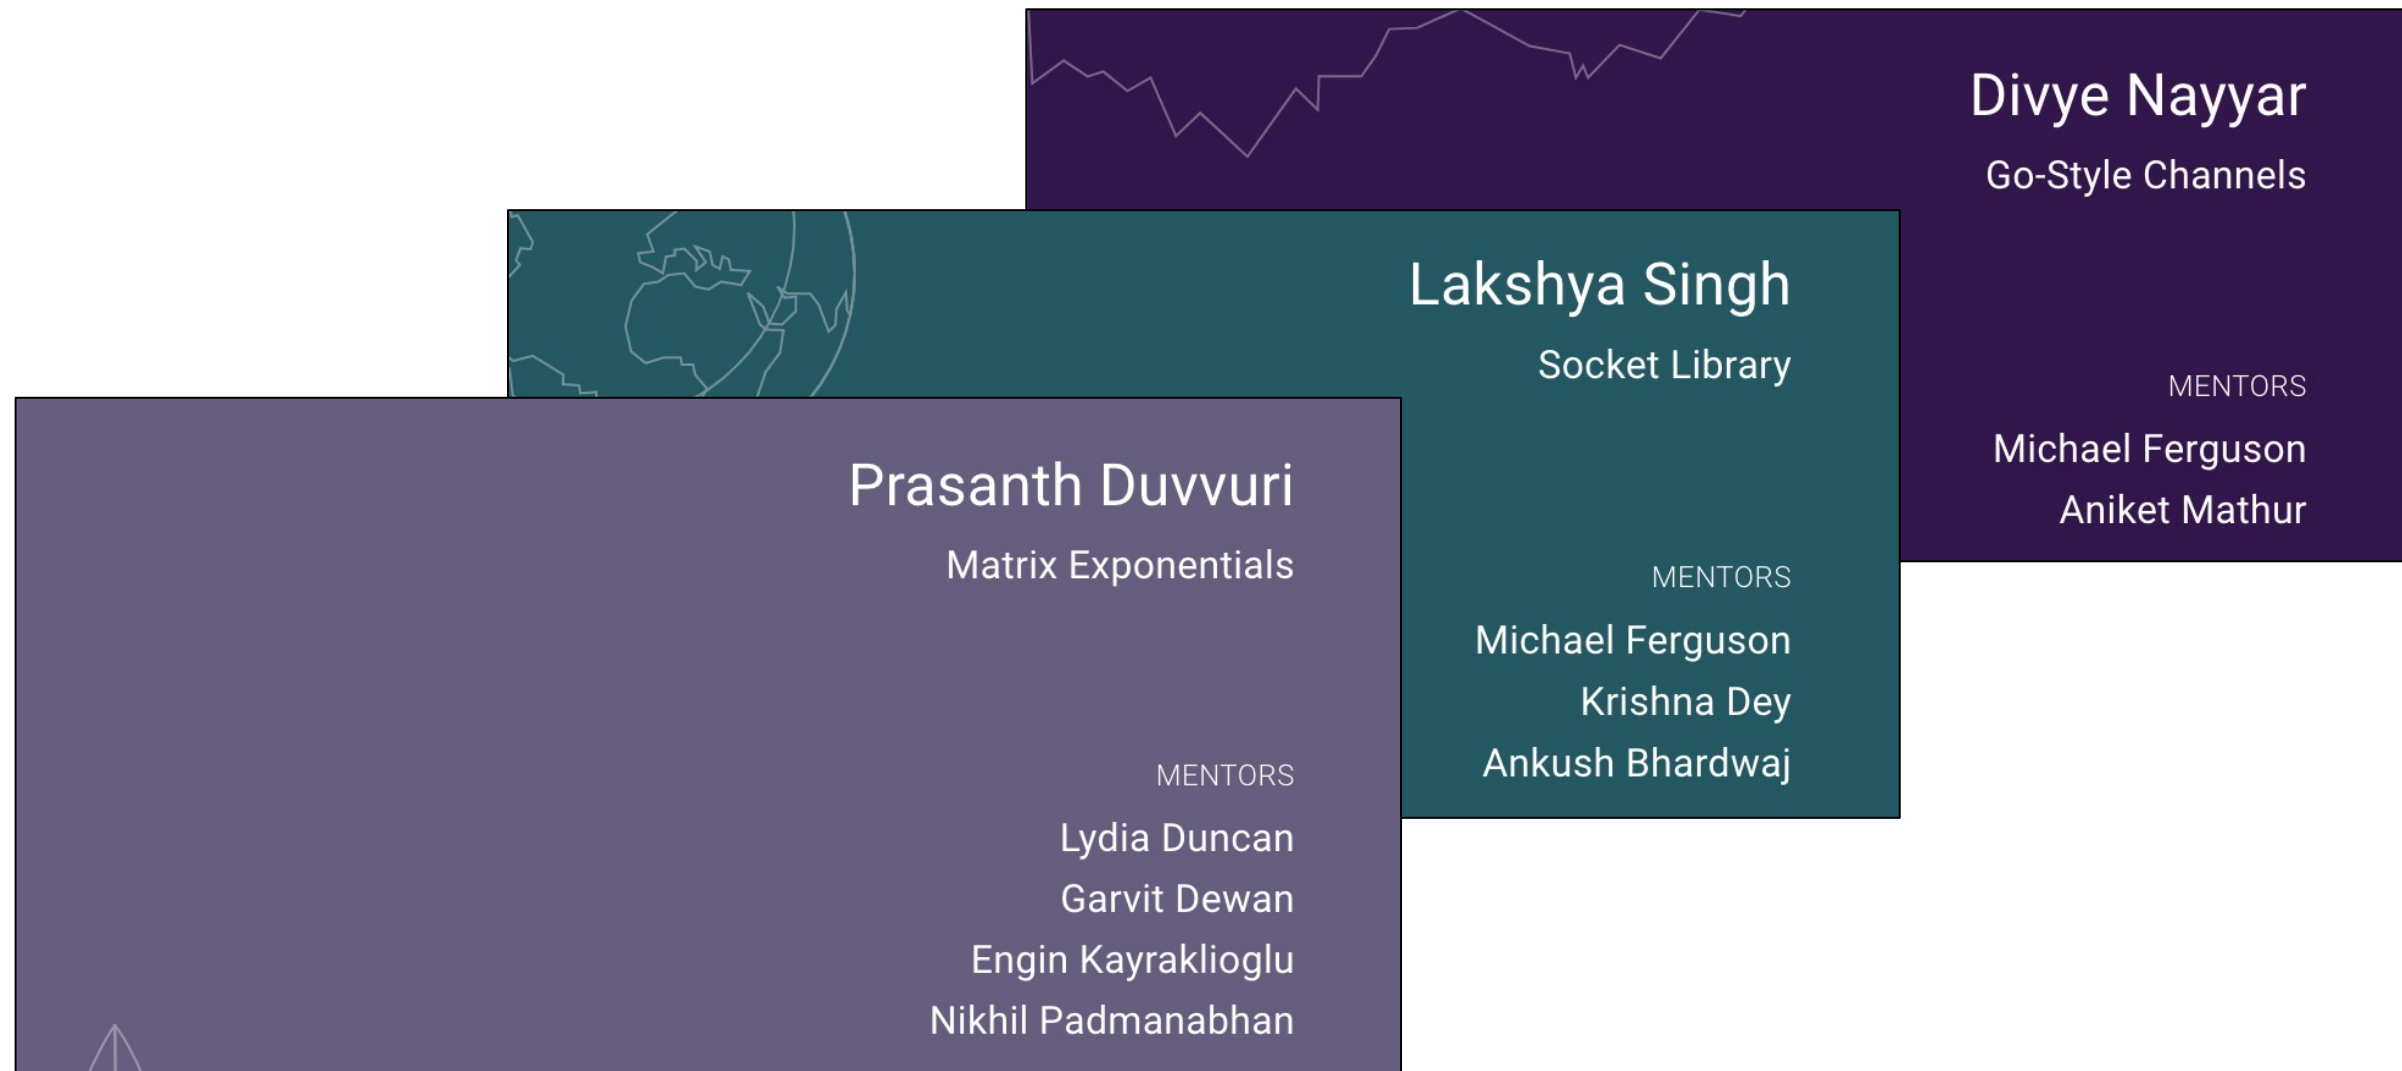 Divye Nayyar
Go-Style Channels
MENTORS
Michael Ferguson
Aniket Mathur
Lakshya Singh
Socket Library
MENTORS
Michael Ferguson
Krishna Dey
Ankush Bhardwaj
Prasanth Duvvuri
Matrix Exponentials
MENTORS
Lydia Duncan
Garvit Dewan
Engin Kayraklioglu
Nikhil Padmanabhan